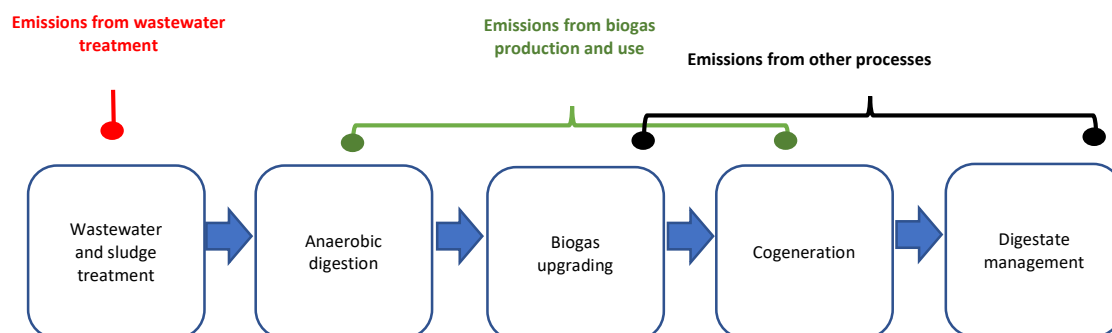 Emissions from wastewater
treatment
Emissions from biogas
production and use
Emissions from other processes
Wastewater
and sludge
treatment
Anaerobic
digestion
Biogas
upgrading
Cogeneration
Digestate
management